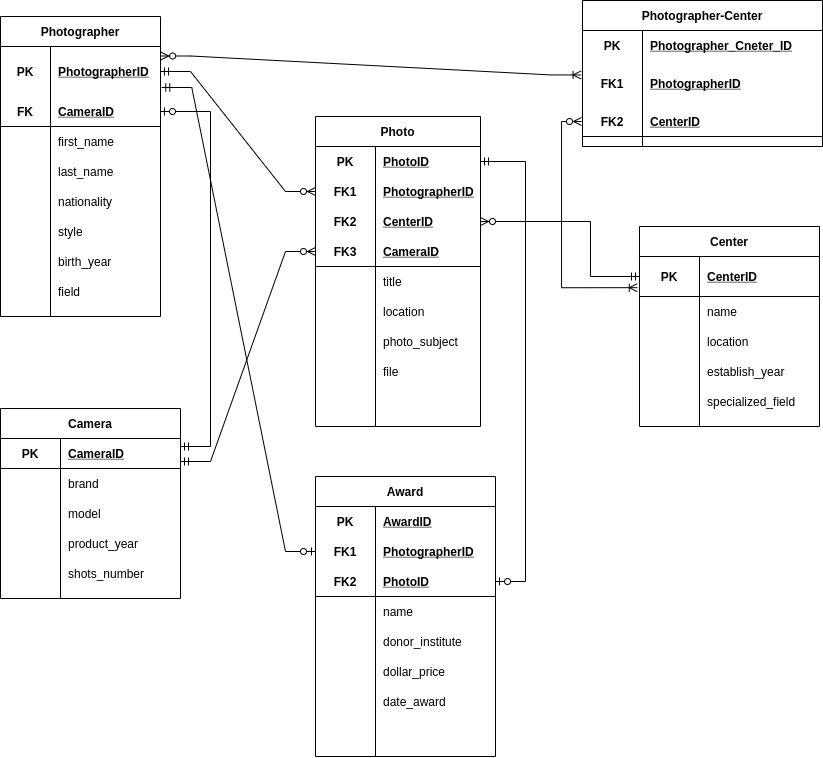 Photographer
PK PhotographerID
FK CameraID
first_name
last_name
nationality
style
birth_year
field
Photographer-Center
PK Photographer_Cneter_ID
FK1 PhotographerID
FK2 CenterID
Photo
PK PhotoID
FK1 PhotographerID
FK2 CenterID
FK3 CameraID
title
location
photo_subject
file
Center
PK CenterID
name
location
establish_year
specialized_field
Camera
PK CameraID
brand
model
product_year
shots_number
Award
PK AwardID
FK1 PhotographerID
FK2 PhotoID
name
donor_institute
dollar_price
date_award